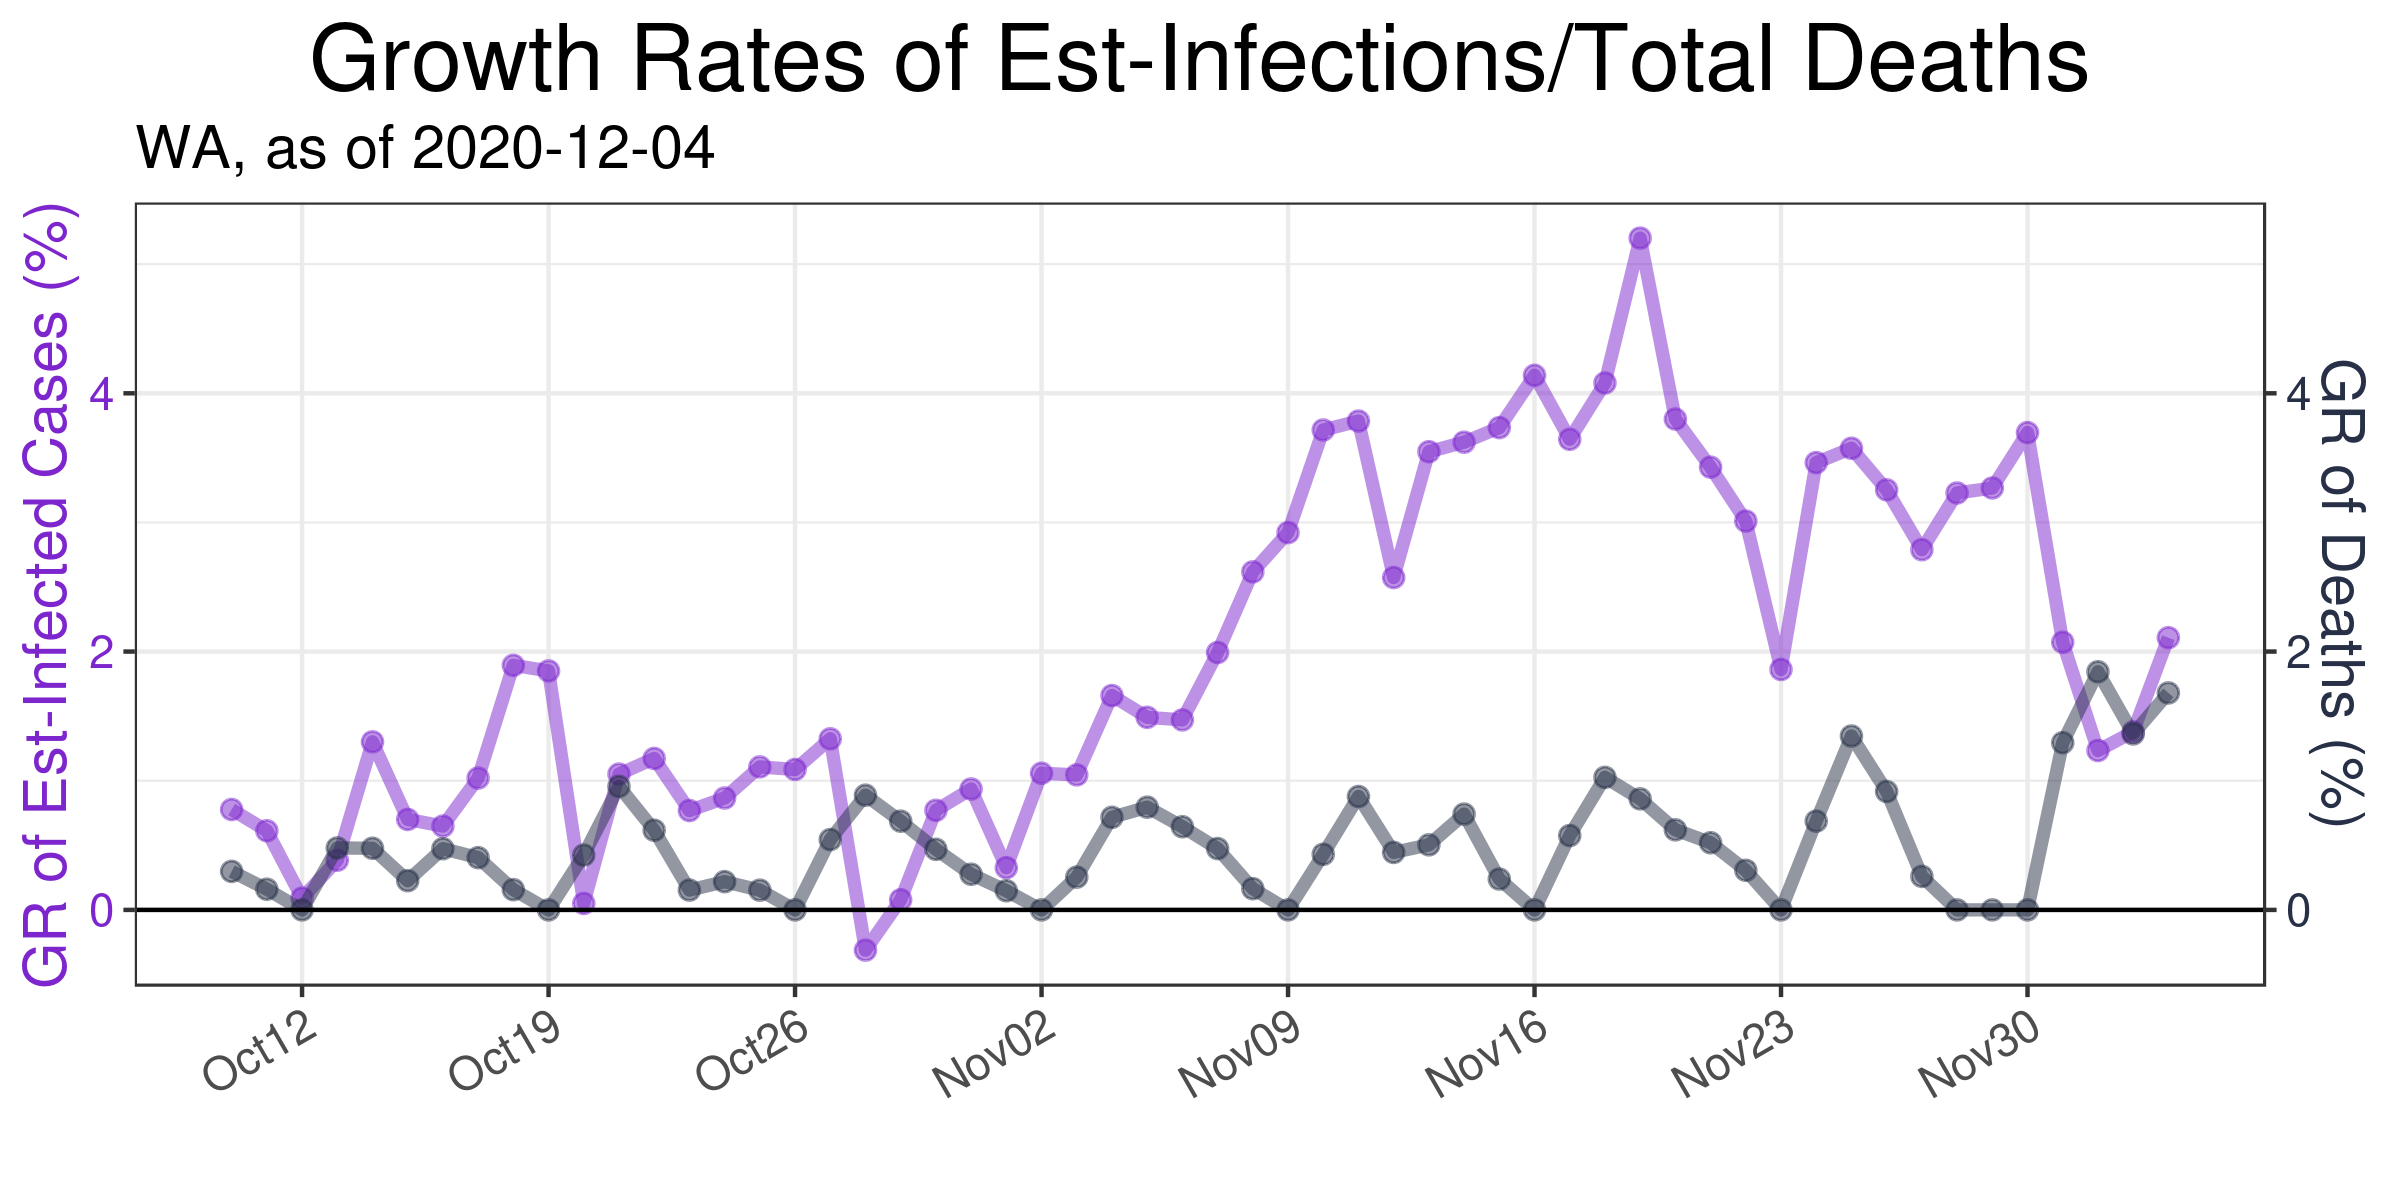 Growth Rates of Est-Infections/Total Deaths
WA, as of 2020-12-04
GR of Est-Infected Cases (%)
4
2
0
4
2
0
GR of Deaths (%)
Oct12
Oct19
Oct26
Nov02
Nov09
Nov16
Nov23
Nov30